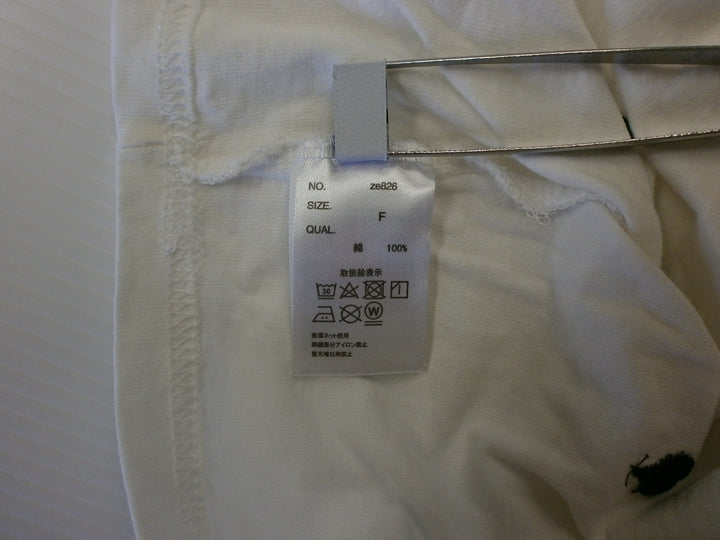 NO. ze826
SIZE.
F
QUAL.
綿 100%
取扱絵表示
30
W
洗濯ネット使用
刺繍部分アイロン禁止
蛍光増白剤禁止